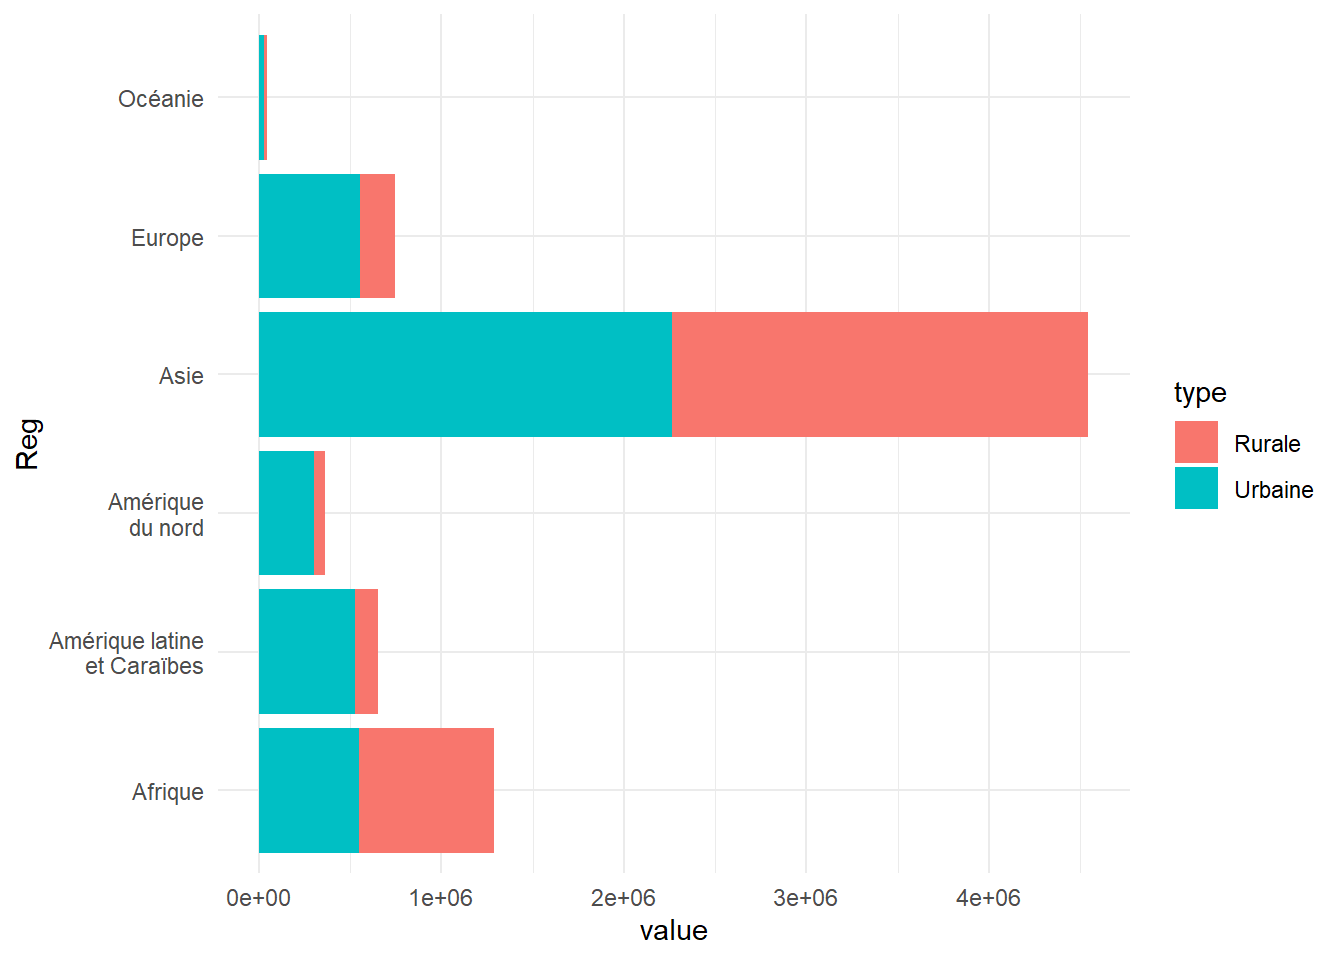 Océanie
Europe
Asie
Amérique
du nord
Amérique latine
et Caraïbes
Afrique
Reg
0e+00 1e+06 2e+06 3e+06 4e+06
value
type
Rurale
Urbaine